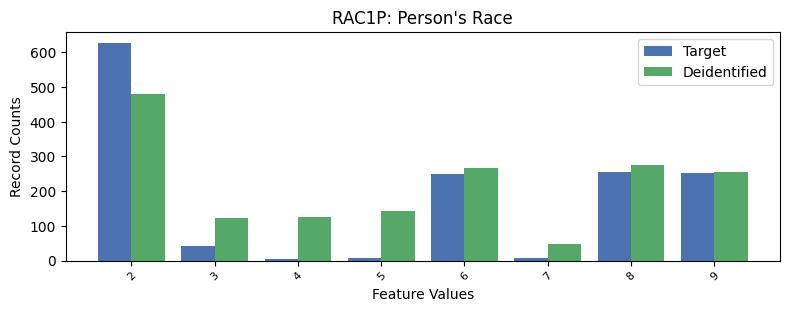 RAC1P: Person's Race
Record Counts
600
500
400
300
200
100
0
Target
Deidentified
2 3 4 5 6 7 8 9
Feature Values